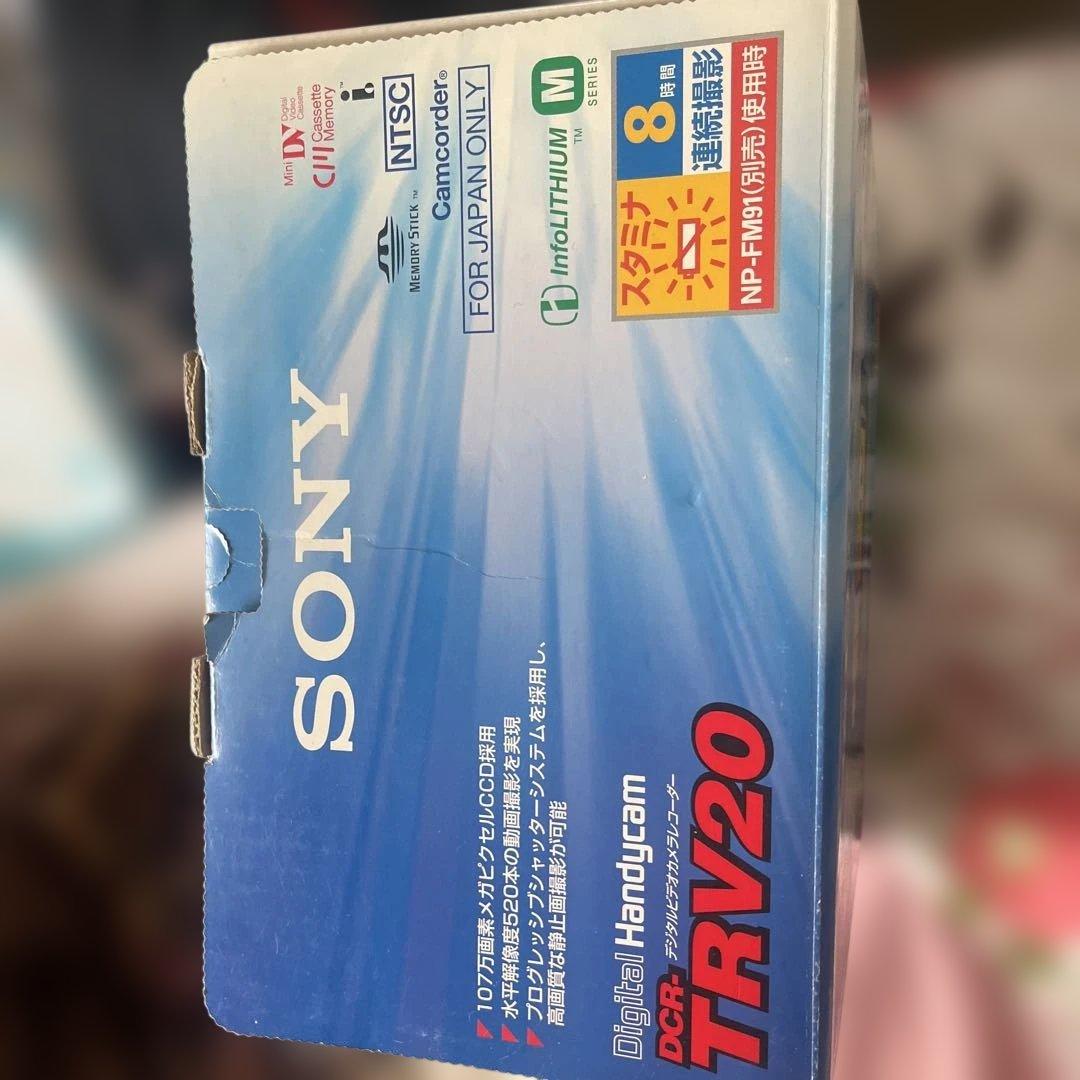 SONY
Mini DV Digital Video Cassette
Cassette Memory
i
MEMORY STICK™
NTSC
Camcorder®
FOR JAPAN ONLY
InfoLITHIUM™ M SERIES
スタミナ
8時間
連続撮影
NP-FM91(別売)使用時
107万画素メガピクセルCCD採用
水平解像度520本の動画撮影を実現
プログレッシブシャッターシステムを採用し、
高画質な静止画撮影が可能
Digital Handycam
デジタルビデオカメラレコーダー
DCR-
TRV20